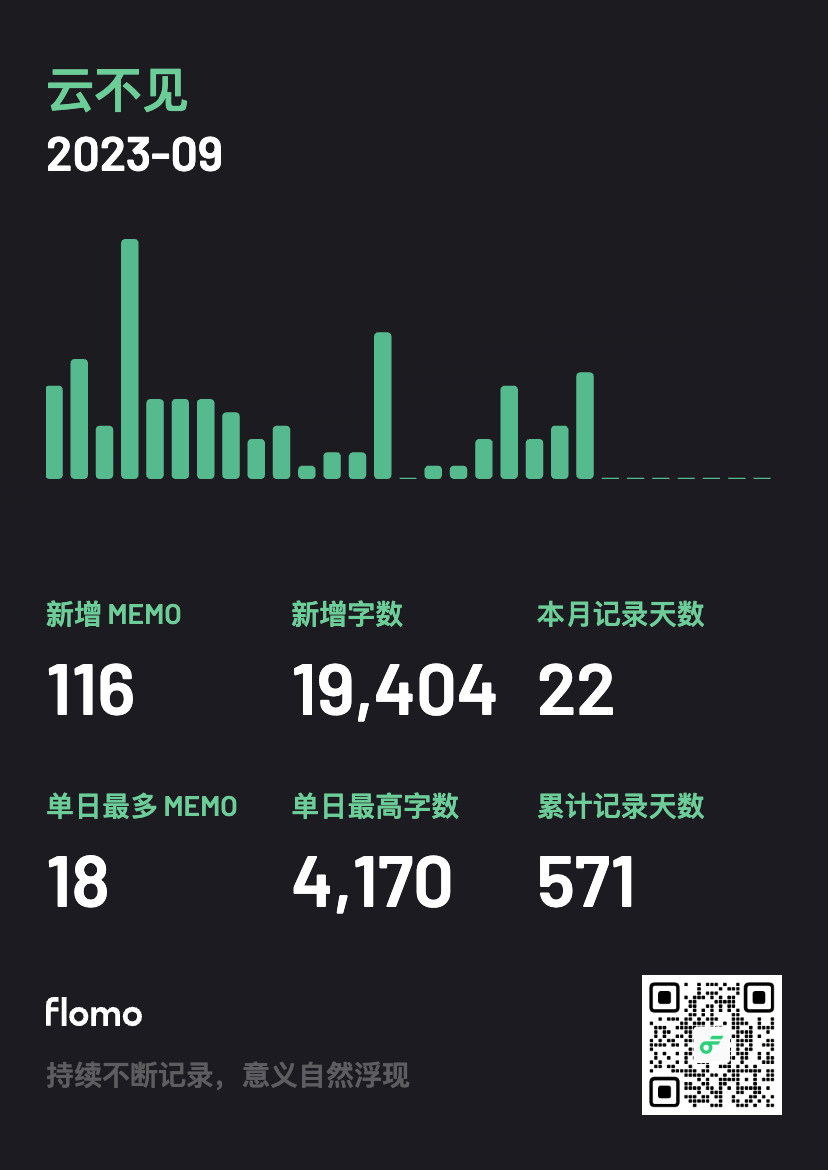 云不见
2023-09
新增 MEMO 新增字数 本月记录天数
116 19,404 22
单日最多 MEMO 单日最高字数 累计记录天数
18 4,170 571
flomo
持续不断记录，意义自然浮现